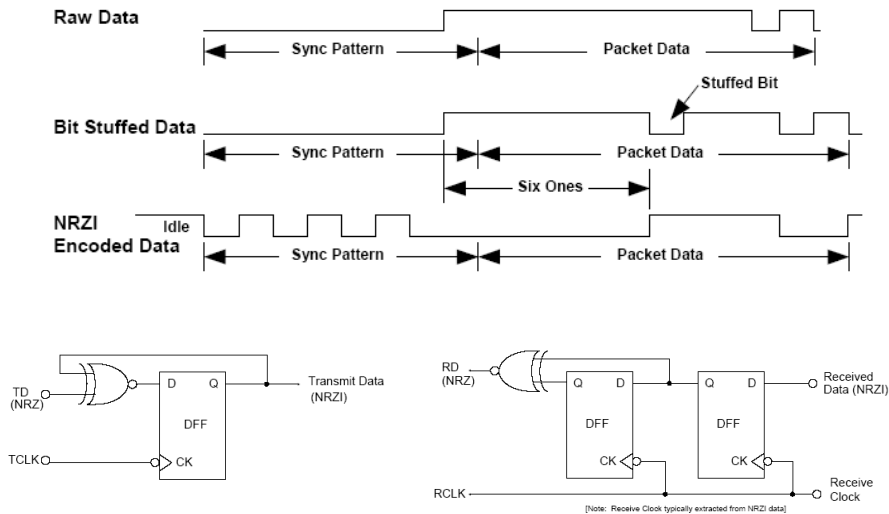 Raw Data
Sync Pattern
Packet Data
Stuffed Bit
Bit Stuffed Data
Sync Pattern
Packet Data
Six Ones
NRZI
Encoded Data
Idle
Sync Pattern
Packet Data
TD
(NRZ)
D
Q
DFF
CK
TCLK
Transmit Data
(NRZI)
RD
(NRZ)
Q
D
DFF
CK
Q
D
DFF
CK
Received
Data (NRZI)
RCLK
Receive
Clock
[Note: Receive Clock typically extracted from NRZI data]